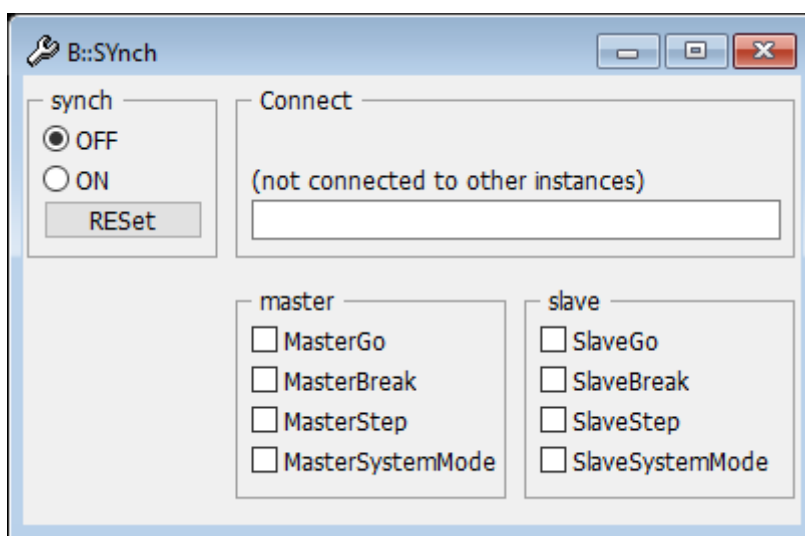 B::SYnch
synch
OFF
ON
RESet
Connect
(not connected to other instances)
master
MasterGo
MasterBreak
MasterStep
MasterSystemMode
slave
SlaveGo
SlaveBreak
SlaveStep
SlaveSystemMode